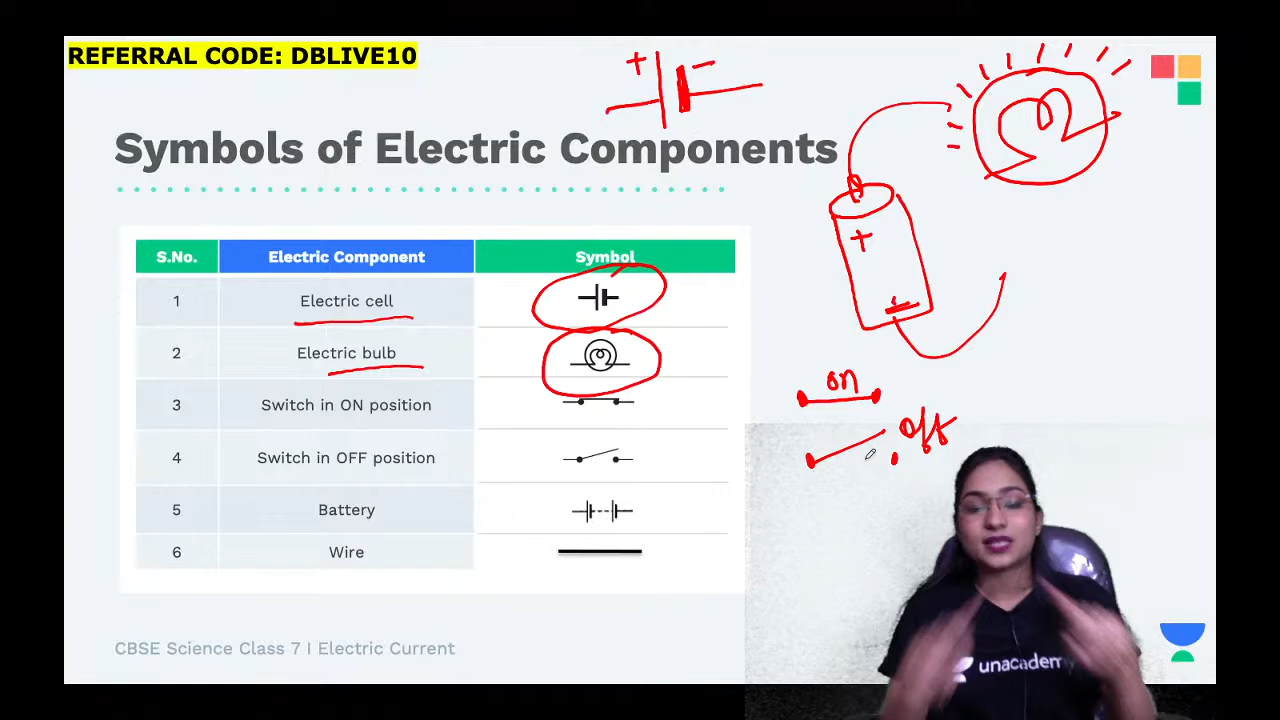 REFERRAL CODE: DBLIVE10
+ -
Symbols of Electric Components
S.No. Electric Component Symbol
1 Electric cell
2 Electric bulb
3 Switch in ON position
4 Switch in OFF position
5 Battery
6 Wire
+
-
on
off
CBSE Science Class 7 I Electric Current
unacademy